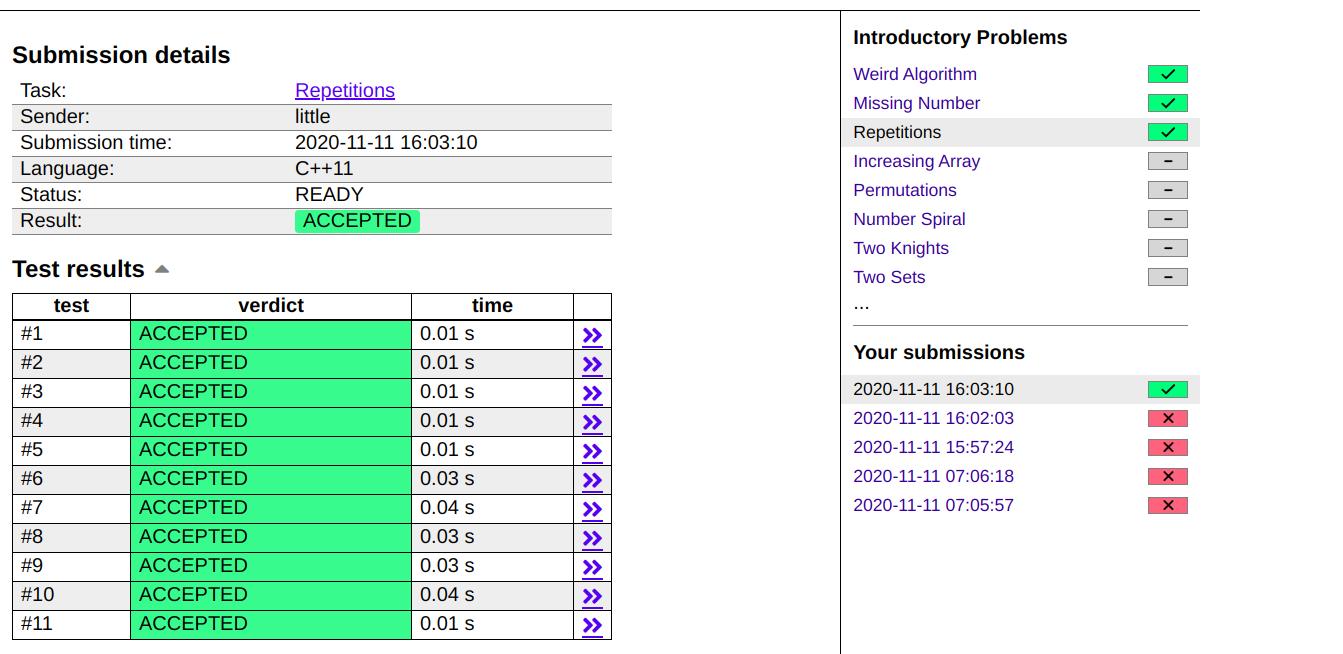 Submission details
Task: Repetitions
Sender: little
Submission time: 2020-11-11 16:03:10
Language: C++11
Status: READY
Result: ACCEPTED
Test results
test verdict time
#1 ACCEPTED 0.01 s
#2 ACCEPTED 0.01 s
#3 ACCEPTED 0.01 s
#4 ACCEPTED 0.01 s
#5 ACCEPTED 0.01 s
#6 ACCEPTED 0.03 s
#7 ACCEPTED 0.04 s
#8 ACCEPTED 0.03 s
#9 ACCEPTED 0.03 s
#10 ACCEPTED 0.04 s
#11 ACCEPTED 0.01 s
Introductory Problems
Weird Algorithm
Missing Number
Repetitions
Increasing Array –
Permutations –
Number Spiral –
Two Knights –
Two Sets –
...
Your submissions
2020-11-11 16:03:10
2020-11-11 16:02:03
2020-11-11 15:57:24
2020-11-11 07:06:18
2020-11-11 07:05:57